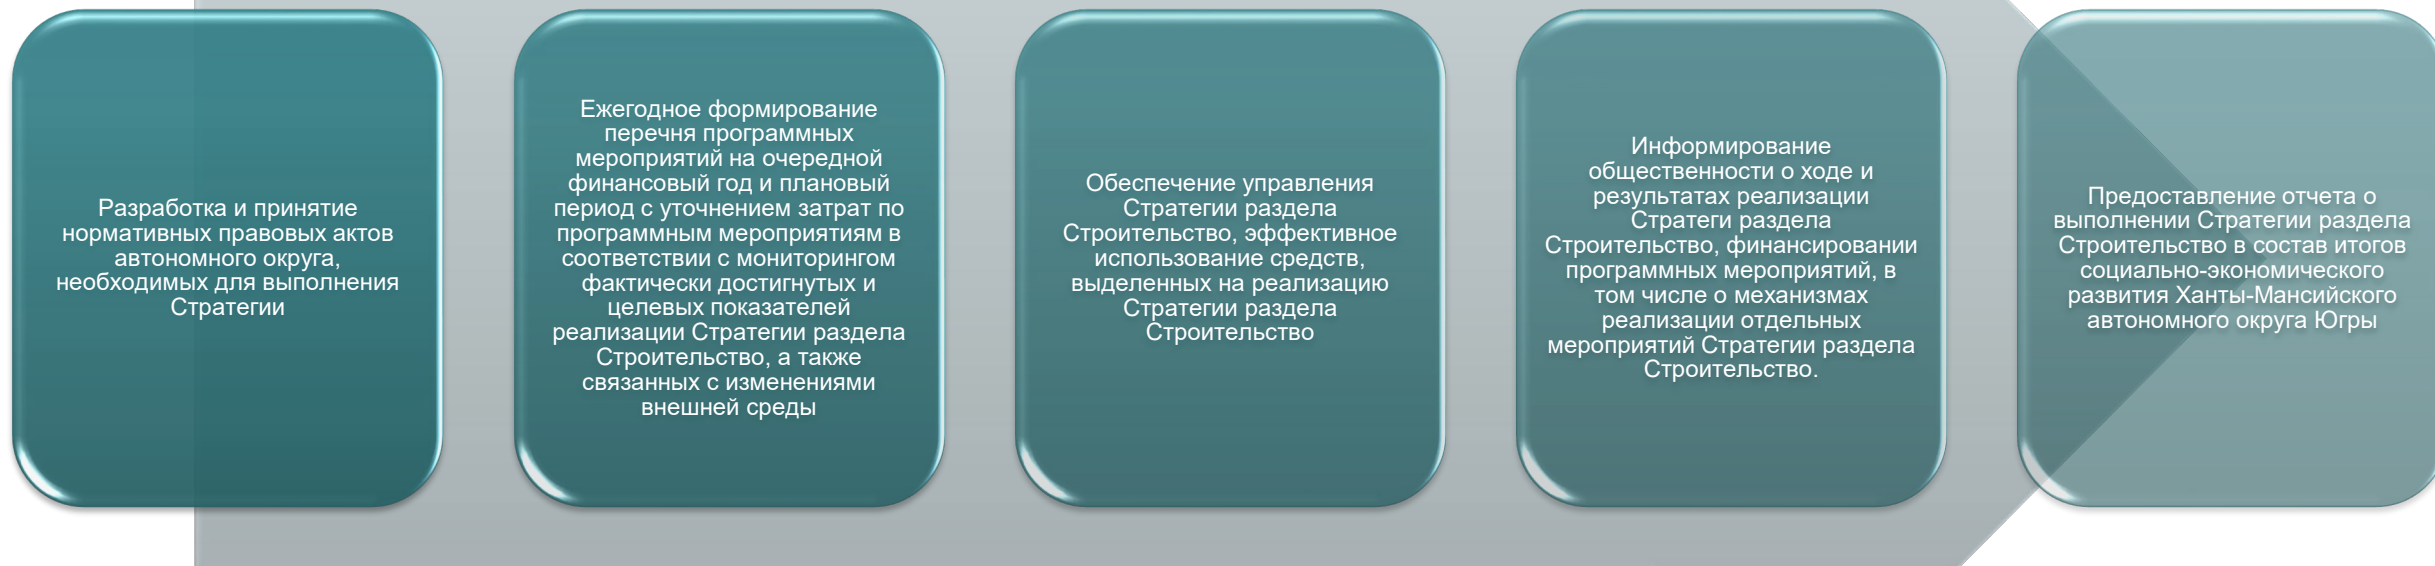 Разработка и принятие
нормативных правовых актов
автономного округа,
необходимых для выполнения
Стратегии
Ежегодное формирование
перечня программных
мероприятий на очередной
финансовый год и плановый
период с уточнением затрат по
программным мероприятиям в
соответствии с мониторингом
фактически достигнутых и
целевых показателей
реализации Стратегии раздела
Строительство, а также
связанных с изменениями
внешней среды
Обеспечение управления
Стратегии раздела
Строительство, эффективное
использование средств,
выделенных на реализацию
Стратегии раздела
Строительство
Информирование
общественности о ходе и
результатах реализации
Стратеги раздела
Строительство, финансировании
программных мероприятий, в
том числе о механизмах
реализации отдельных
мероприятий Стратегии раздела
Строительство.
Предоставление отчета о
выполнении Стратегии раздела
Строительство в состав итогов
социально-экономического
развития Ханты-Мансийского
автономного округа Югры